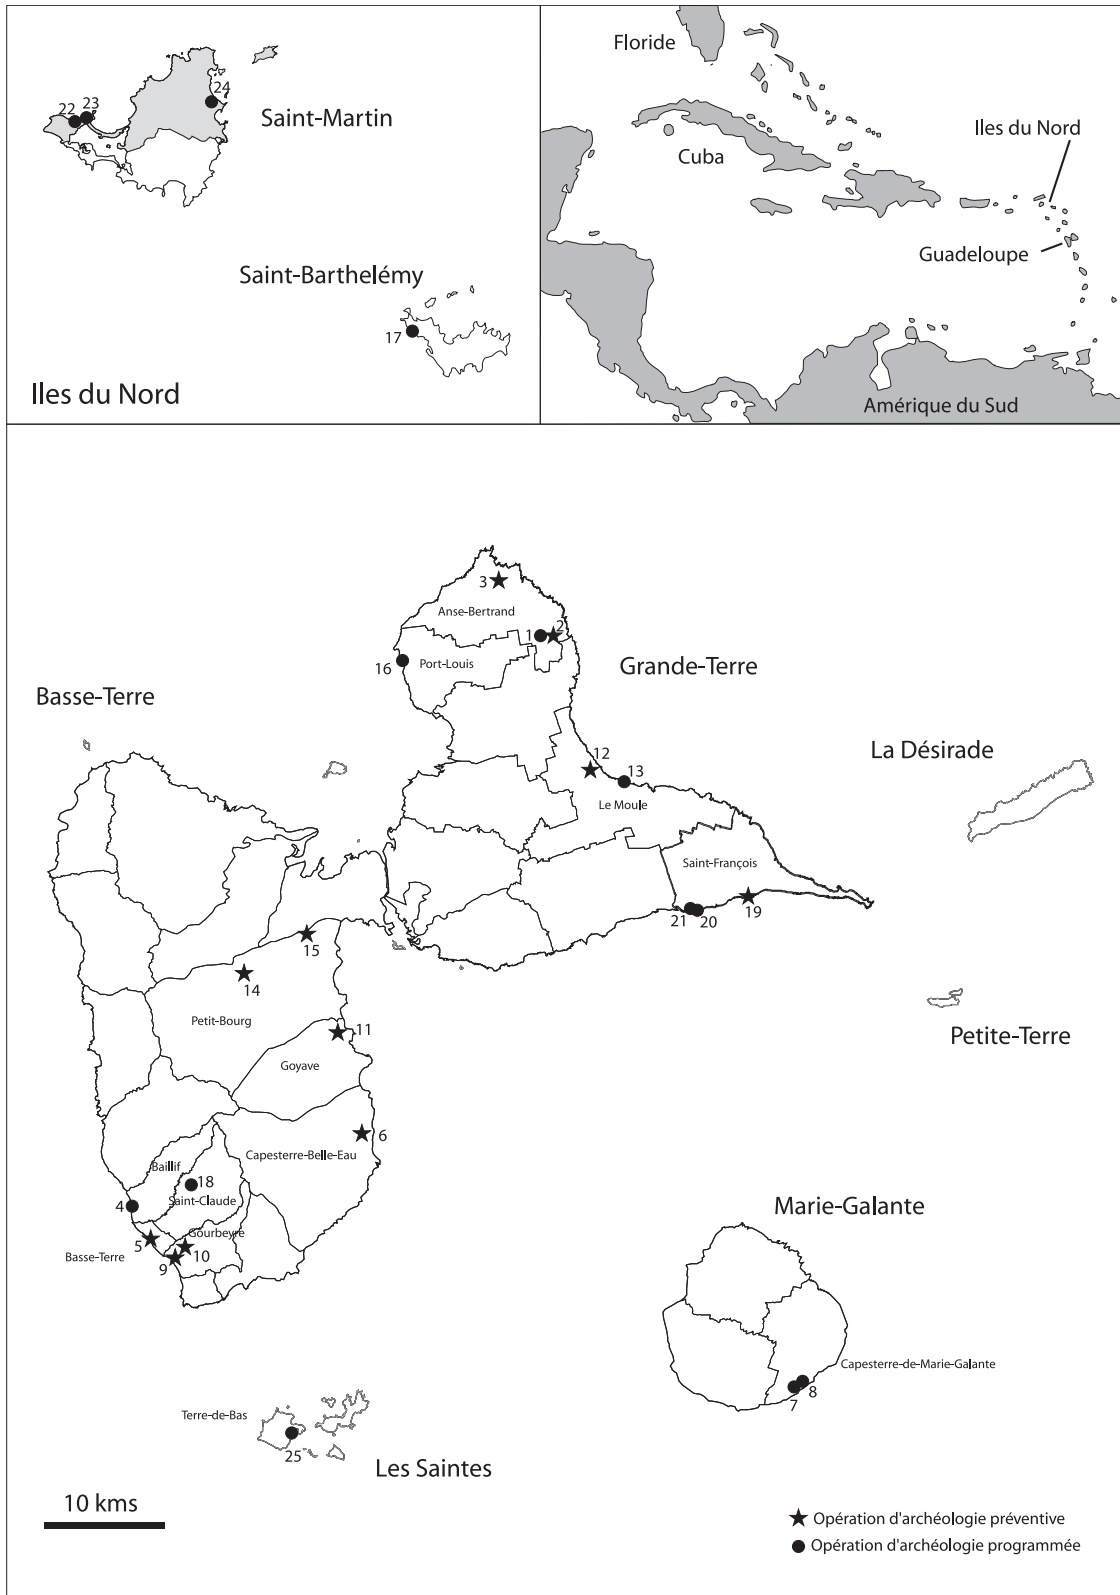 24
23
22
Saint-Martin
Saint-Barthelémy
17
Iles du Nord
Floride
Cuba
Iles du Nord
Guadeloupe
Amérique du Sud
3
Anse-Bertrand
1
2
16
Port-Louis
Grande-Terre
Basse-Terre
La Désirade
12
13
Le Moule
Saint-François
21
20
19
15
14
Petit-Bourg
11
Petite-Terre
Goyave
6
Capesterre-Belle-Eau
Baillif
18
Saint-Claude
4
Gourbeyre
5
10
Basse-Terre
9
Marie-Galante
Capesterre-de-Marie-Galante
8
7
Terre-de-Bas
25
Les Saintes
10 kms
Opération d'archéologie préventive
Opération d'archéologie programmée